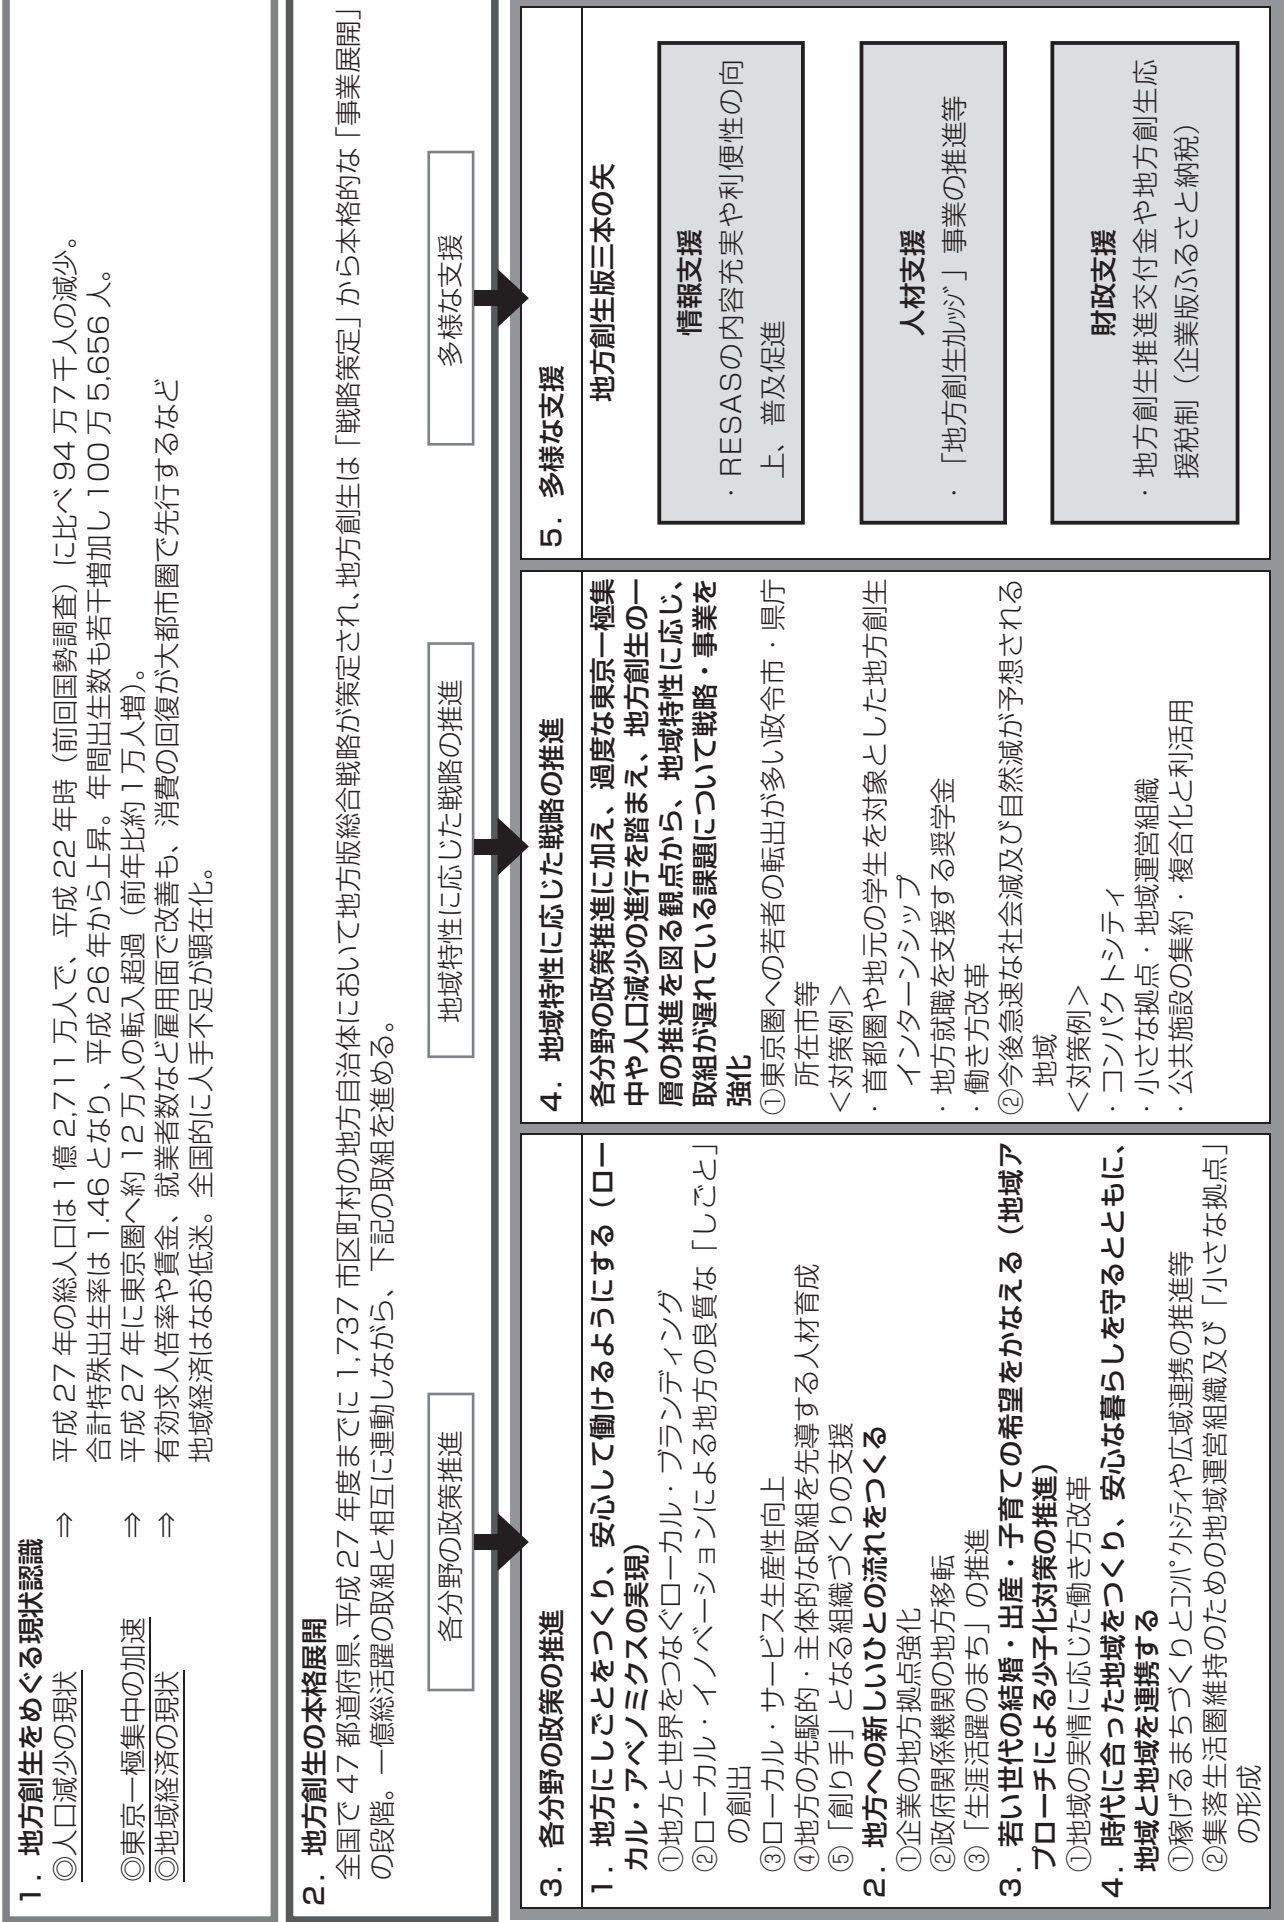 1．地方創生をめぐる現状認識
◎人口減少の現状　⇒　平成27年の総人口は1億2,711万人で、平成22年時（前回国勢調査）に比べ94万7千人の減少。
合計特殊出生率は1.46となり、平成26年から上昇。年間出生数も若干増加し100万5,656人。
◎東京一極集中の加速　⇒　平成27年に東京圏へ約12万人の転入超過（前年比約1万人増）。
◎地域経済の現状　⇒　有効求人倍率や賃金、就業者数など雇用面で改善も、消費の回復が大都市圏で先行するなど
地域経済はなお低迷。全国的に人手不足が顕在化。
2．地方創生の本格展開
全国で47都道府県、平成27年度までに1,737市区町村の地方自治体において地方版総合戦略が策定され、地方創生は「戦略策定」から本格的な「事業展開」
の段階。一億総活躍の取組と相互に連動しながら、下記の取組を進める。
各分野の政策推進
地域特性に応じた戦略の推進
多様な支援
3．各分野の政策の推進
1．地方にしごとをつくり、安心して働けるようにする（ロー
カル・アベノミクスの実現）
①地方と世界をつなぐローカル・ブランディング
②ローカル・イノベーションによる地方の良質な「しごと」
の創出
③ローカル・サービス生産性向上
④地方の先駆的・主体的な取組を先導する人材育成
⑤「創り手」となる組織づくりの支援
2．地方への新しいひとの流れをつくる
①企業の地方拠点強化
②政府関係機関の地方移転
③「生涯活躍のまち」の推進
3．若い世代の結婚・出産・子育ての希望をかなえる（地域ア
プローチによる少子化対策の推進）
①地域の実情に応じた働き方改革
4．時代に合った地域をつくり、安心な暮らしを守るとともに、
地域と地域を連携する
①稼げるまちづくりとｺﾝﾊﾟｸﾄｼﾃｨや広域連携の推進等
②集落生活圏維持のための地域運営組織及び「小さな拠点」
の形成
4．地域特性に応じた戦略の推進
各分野の政策推進に加え、過度な東京一極集
中や人口減少の進行を踏まえ、地方創生の一
層の推進を図る観点から、地域特性に応じ、
取組が遅れている課題について戦略・事業を
強化
①東京圏への若者の転出が多い政令市・県庁
所在市等
＜対策例＞
・首都圏や地元の学生を対象とした地方創生
インターンシップ
・地方就職を支援する奨学金
・働き方改革
②今後急速な社会減及び自然減が予想される
地域
＜対策例＞
・コンパクトシティ
・小さな拠点・地域運営組織
・公共施設の集約・複合化と利活用
5．多様な支援
地方創生版三本の矢
情報支援
・RESASの内容充実や利便性の向
上、普及促進
人材支援
・「地方創生ｶﾚｯｼﾞ」事業の推進等
財政支援
・地方創生推進交付金や地方創生応
援税制（企業版ふるさと納税）